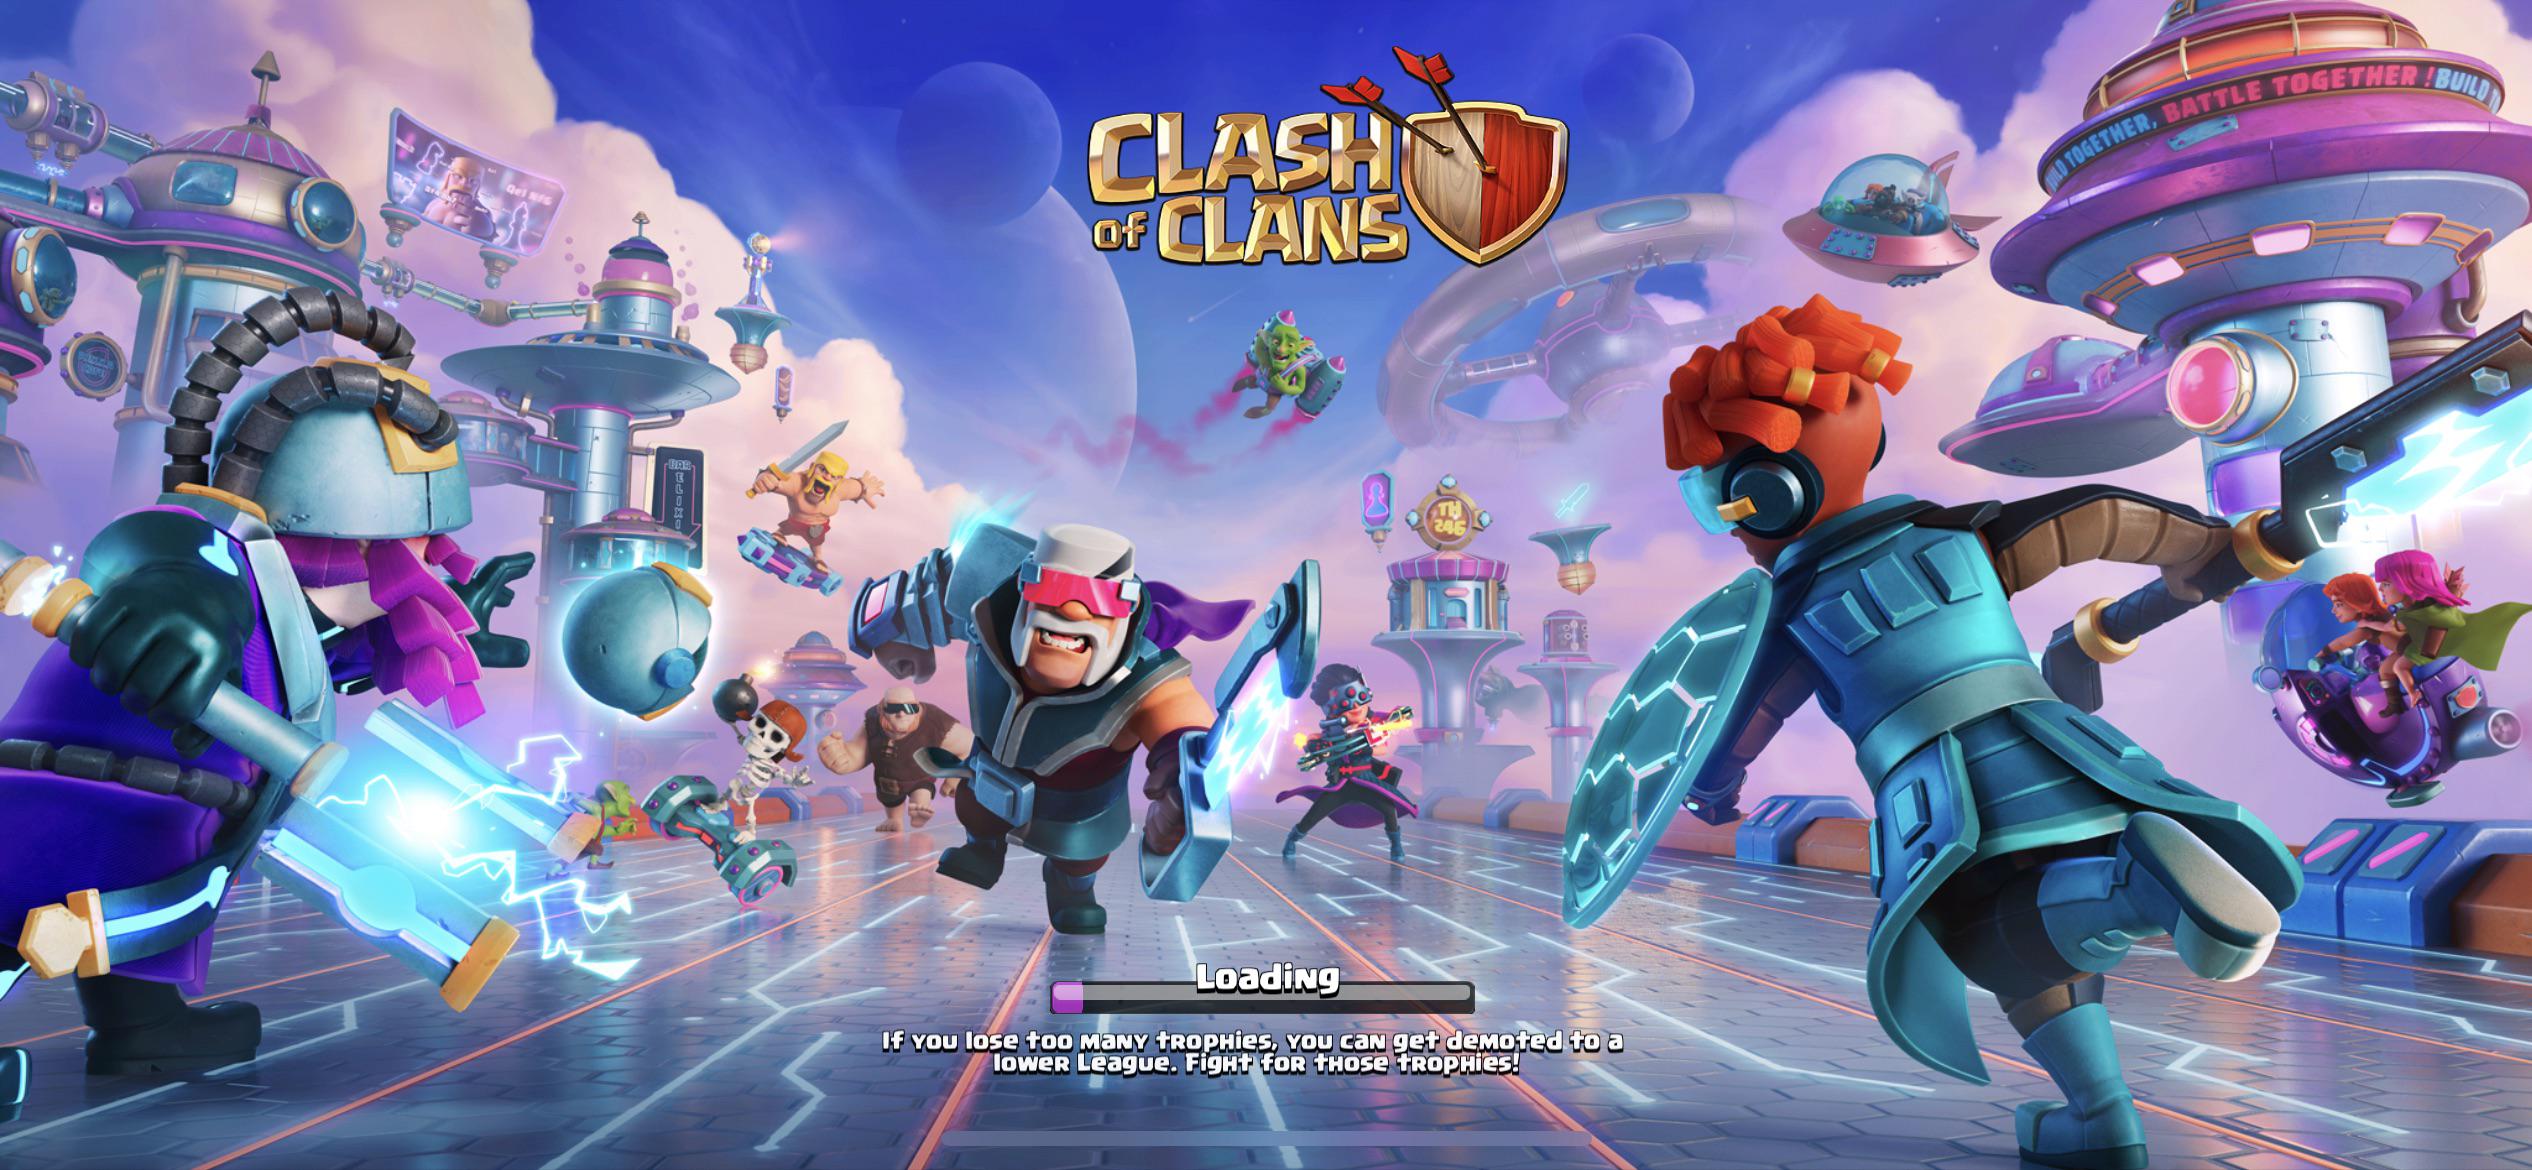 CLASH
OF CLANS
BUILD TOGETHER, BATTLE TOGETHER! BUILD
BAR
ELIXI
TH
246
Loading
If you lose too many trophies, you can get demoted to a
lower League. Fight for those trophies!